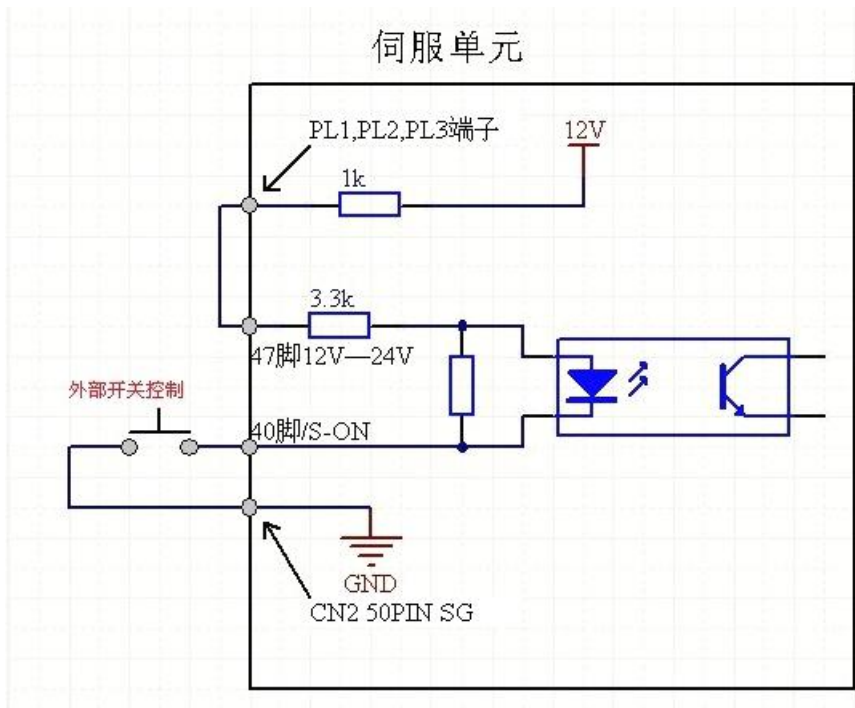 伺服单元
PL1,PL2,PL3端子
12V
1k
3.3k
47脚12V—24V
外部开关控制
40脚/S-ON
GND
CN2 50PIN SG